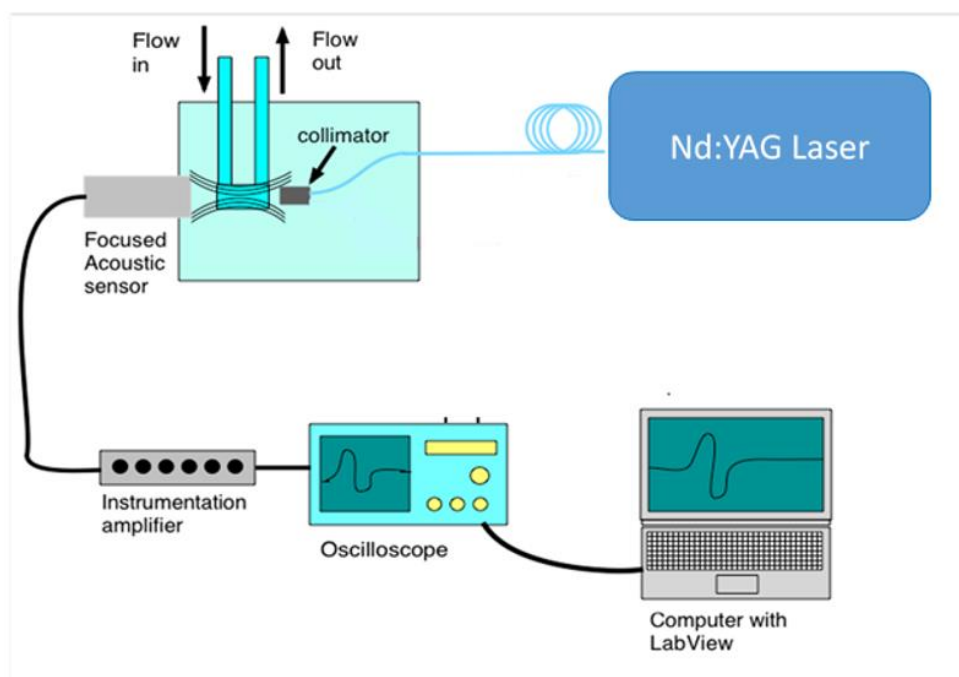 Flow
in
Flow
out
collimator
Nd:YAG Laser
Focused
Acoustic
sensor
Instrumentation
amplifier
Oscilloscope
Computer with
LabView